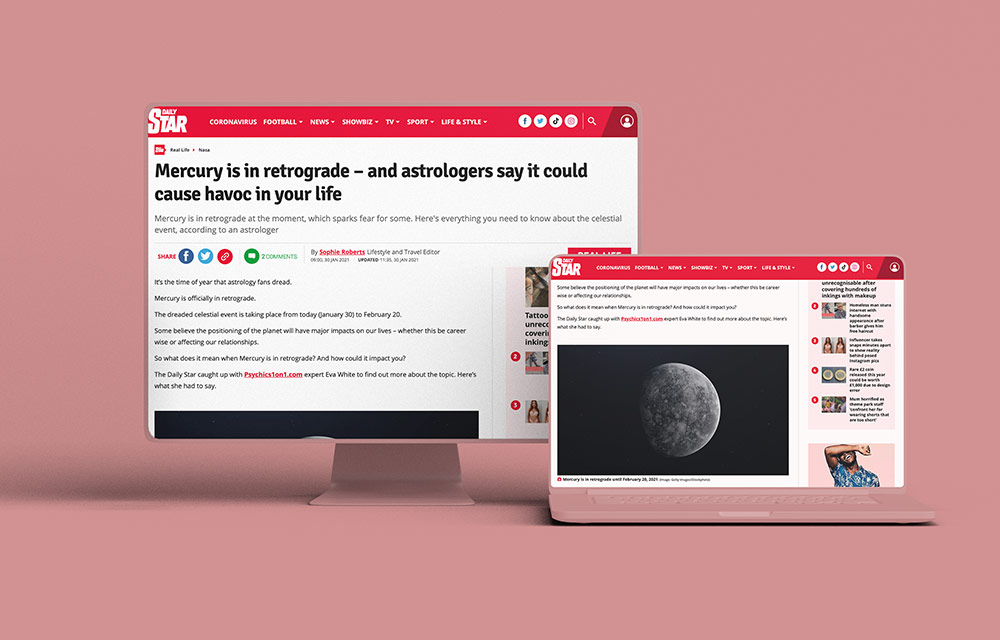 DAILY
STAR
CORONAVIRUS FOOTBALL NEWS SHOWBIZ TV SPORT LIFE & STYLE
Real Life Nasa
Mercury is in retrograde – and astrologers say it could
cause havoc in your life
Mercury is in retrograde at the moment, which sparks fear for some. Here's everything you need to know about the celestial
event, according to an astrologer
SHARE
2 COMMENTS
By Sophie Roberts Lifestyle and Travel Editor
09:00, 30 JAN 2021 UPDATED 11:35, 30 JAN 2021
It's the time of year that astrology fans dread.
Mercury is officially in retrograde.
The dreaded celestial event is taking place from today (January 30) to February 20.
Some believe the positioning of the planet will have major impacts on our lives – whether this be career
wise or affecting our relationships.
So what does it mean when Mercury is in retrograde? And how could it impact you?
The Daily Star caught up with Psychics1on1.com expert Eva White to find out more about the topic. Here's
what she had to say.
REAL LIFE
Tattoo
unrec
coveri
inking
2
3
DAILY
STAR
CORONAVIRUS FOOTBALL NEWS SHOWBIZ TV SPORT LIFE & STYLE
Some believe the positioning of the planet will have major impacts on our lives – whether this be career
wise or affecting our relationships.
So what does it mean when Mercury is in retrograde? And how could it impact you?
The Daily Star caught up with Psychics1on1.com expert Eva White to find out more about the topic. Here's
what she had to say.
Mercury is in retrograde until February 20, 2021
unrecognisable after
covering hundreds of
inkings with makeup
2
Homeless man stuns
internet with
handsome
appearance after
barber gives him
free haircut
3
Influencer takes
snaps minutes apart
to show reality
behind posed
Instagram pics
4
Rare £2 coin
released this year
could be worth
£1,000 due to design
error
5
Mum horrified as
theme park staff
'confront her for
wearing shorts that
are too short'